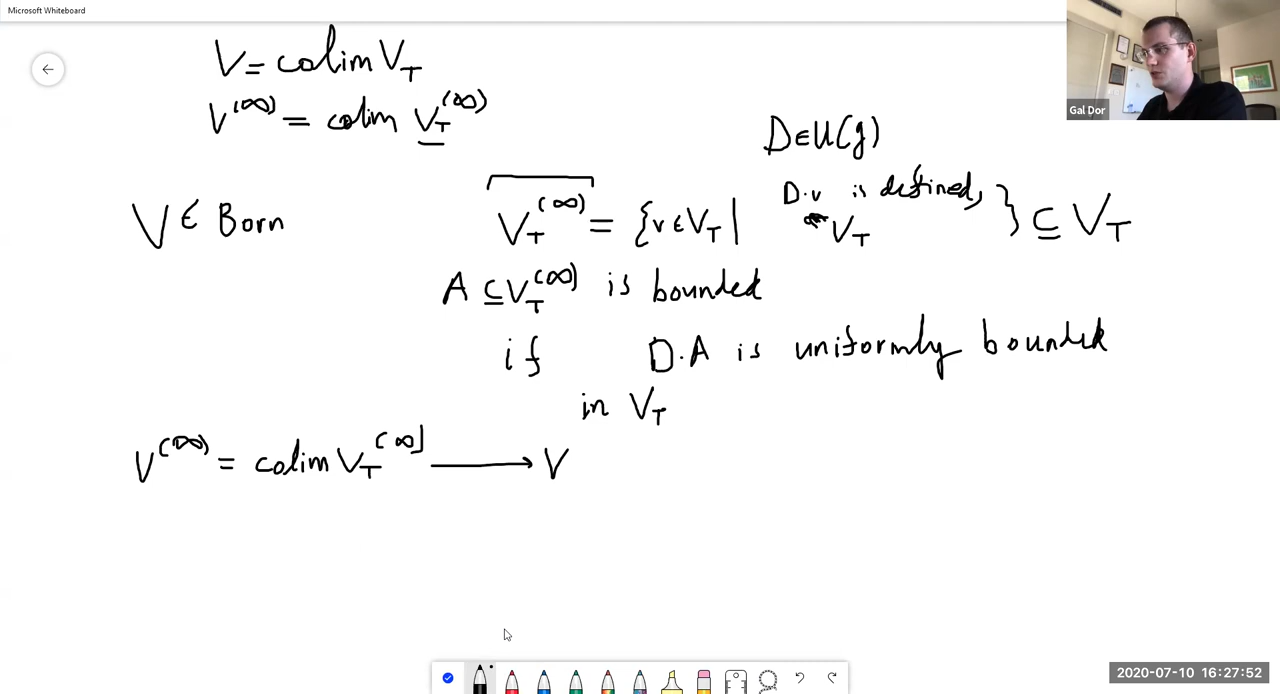 Microsoft Whiteboard
V = colim V_T
V^(∞) = colim V_T^(∞)
D ∈ U(g)
V ∈ Born
V_T^(∞) = {v ∈ V_T | D.v is defined, V_T } ⊆ V_T
A ⊆ V_T^(∞) is bounded
if D.A is uniformly bounded
in V_T
V^(∞) = colim V_T^(∞) → V
Gal Dor
2020-07-10 16:27:52